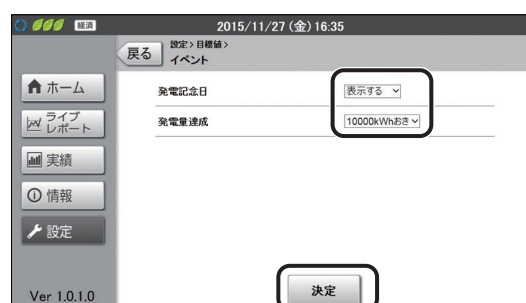 経済 2015/11/27 (金) 16:35
戻る 設定>目標値>
イベント
ホーム
ライブ
レポート
実績
情報
設定
Ver 1.0.1.0
発電記念日 表示する
発電量達成 10000kWhおき
決定